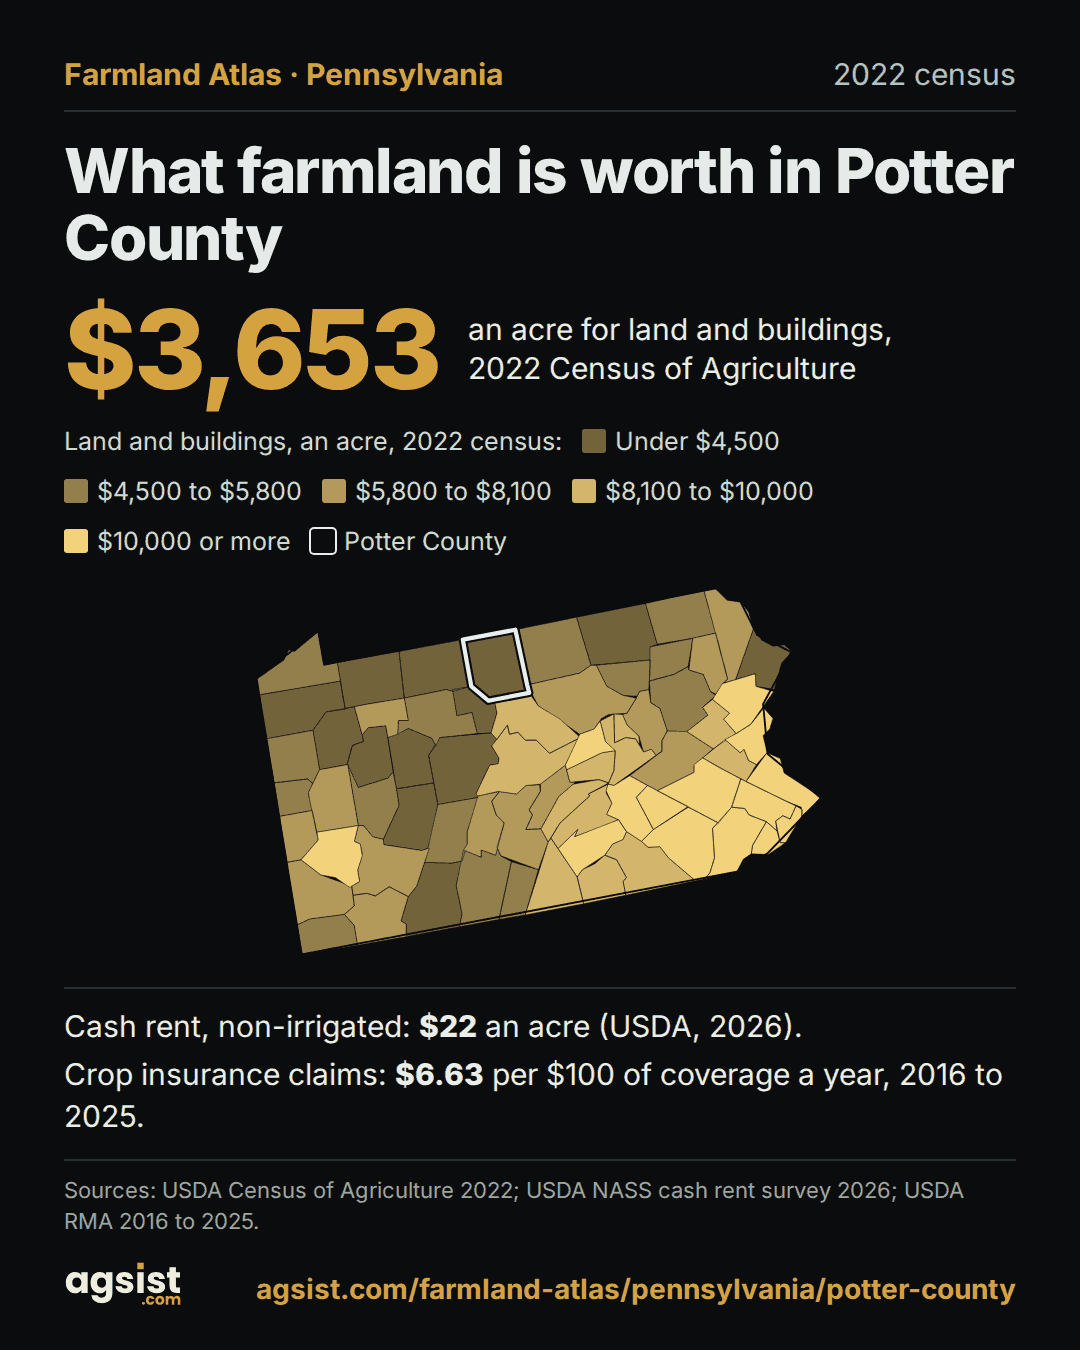 Farmland Atlas · Pennsylvania
2022 census
What farmland is worth in Potter
County
$3,653
an acre for land and buildings,
2022 Census of Agriculture
Land and buildings, an acre, 2022 census:
Under $4,500
$4,500 to $5,800
$5,800 to $8,100
$8,100 to $10,000
$10,000 or more
Potter County
Cash rent, non-irrigated: $22 an acre (USDA, 2026).
Crop insurance claims: $6.63 per $100 of coverage a year, 2016 to
2025.
Sources: USDA Census of Agriculture 2022; USDA NASS cash rent survey 2026; USDA
RMA 2016 to 2025.
agsist
.com
agsist.com/farmland-atlas/pennsylvania/potter-county